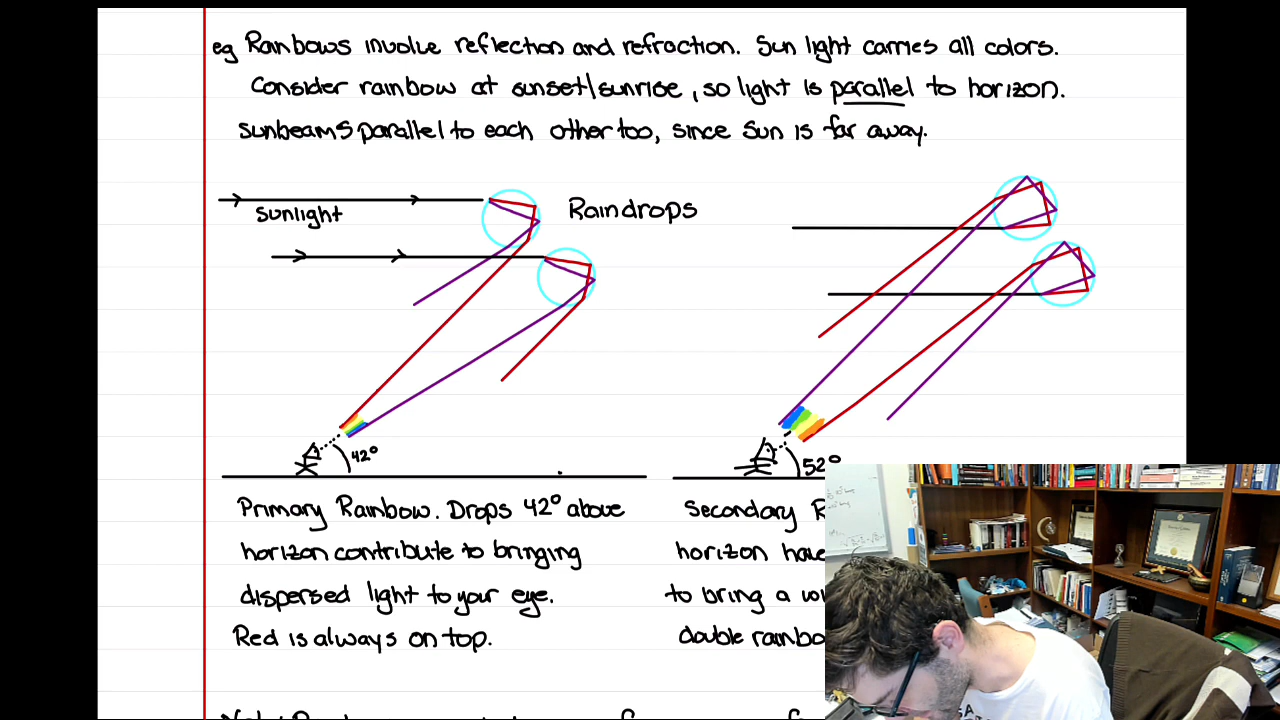 eg Rainbows involve reflection and refraction. Sun light carries all colors.
Consider rainbow at sunset/sunrise, so light is parallel to horizon.
sunbeams parallel to each other too, since Sun is far away.
sunlight
Raindrops
42°
52°
Primary Rainbow. Drops 42° above
horizon contribute to bringing
dispersed light to your eye.
Red is always on top.
Secondary R
horizon have
to bring a
double rainbo